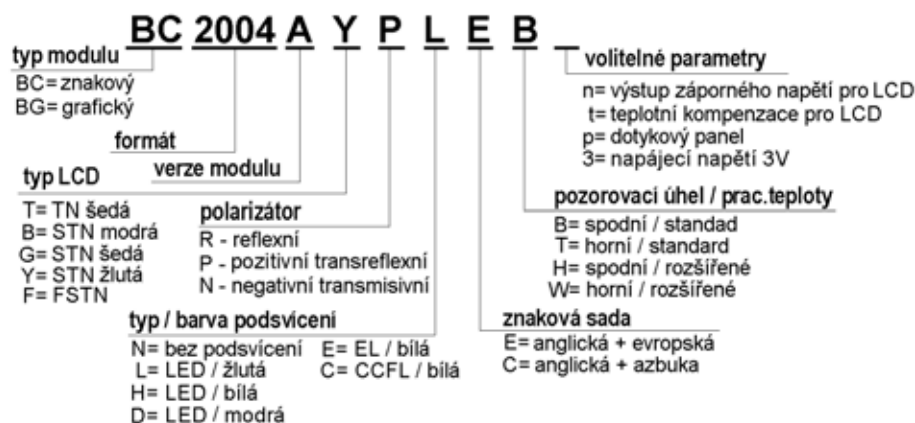 BC 2004 A Y P L E B _
typ modulu
BC= znakový
BG= grafický
formát
verze modulu
typ LCD
T= TN šedá
B= STN modrá
G= STN šedá
Y= STN žlutá
F= FSTN
polarizátor
R - reflexní
P - pozitivní transreflexní
N - negativní transmisivní
typ / barva podsvícení
N= bez podsvícení
L= LED / žlutá
H= LED / bílá
D= LED / modrá
E= EL / bílá
C= CCFL / bílá
volitelné parametry
n= výstup záporného napětí pro LCD
t= teplotní kompenzace pro LCD
p= dotykový panel
3= napájecí napětí 3V
pozorovací úhel / prac.teploty
B= spodní / standad
T= horní / standard
H= spodní / rozšířené
W= horní / rozšířené
znaková sada
E= anglická + evropská
C= anglická + azbuka